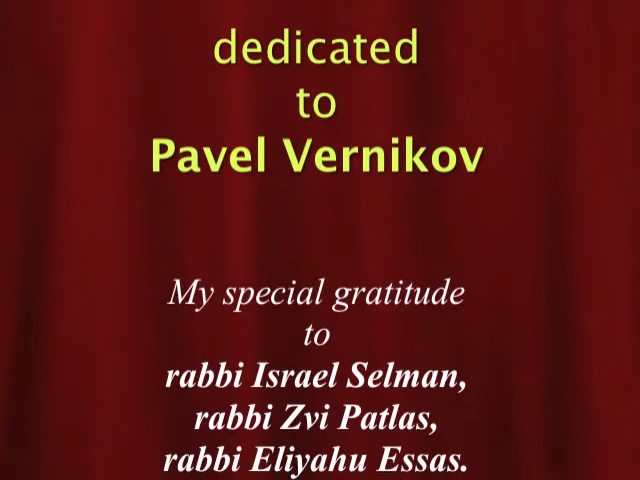 dedicated
to
Pavel Vernikov
My special gratitude
to
rabbi Israel Selman,
rabbi Zvi Patlas,
rabbi Eliyahu Essas.